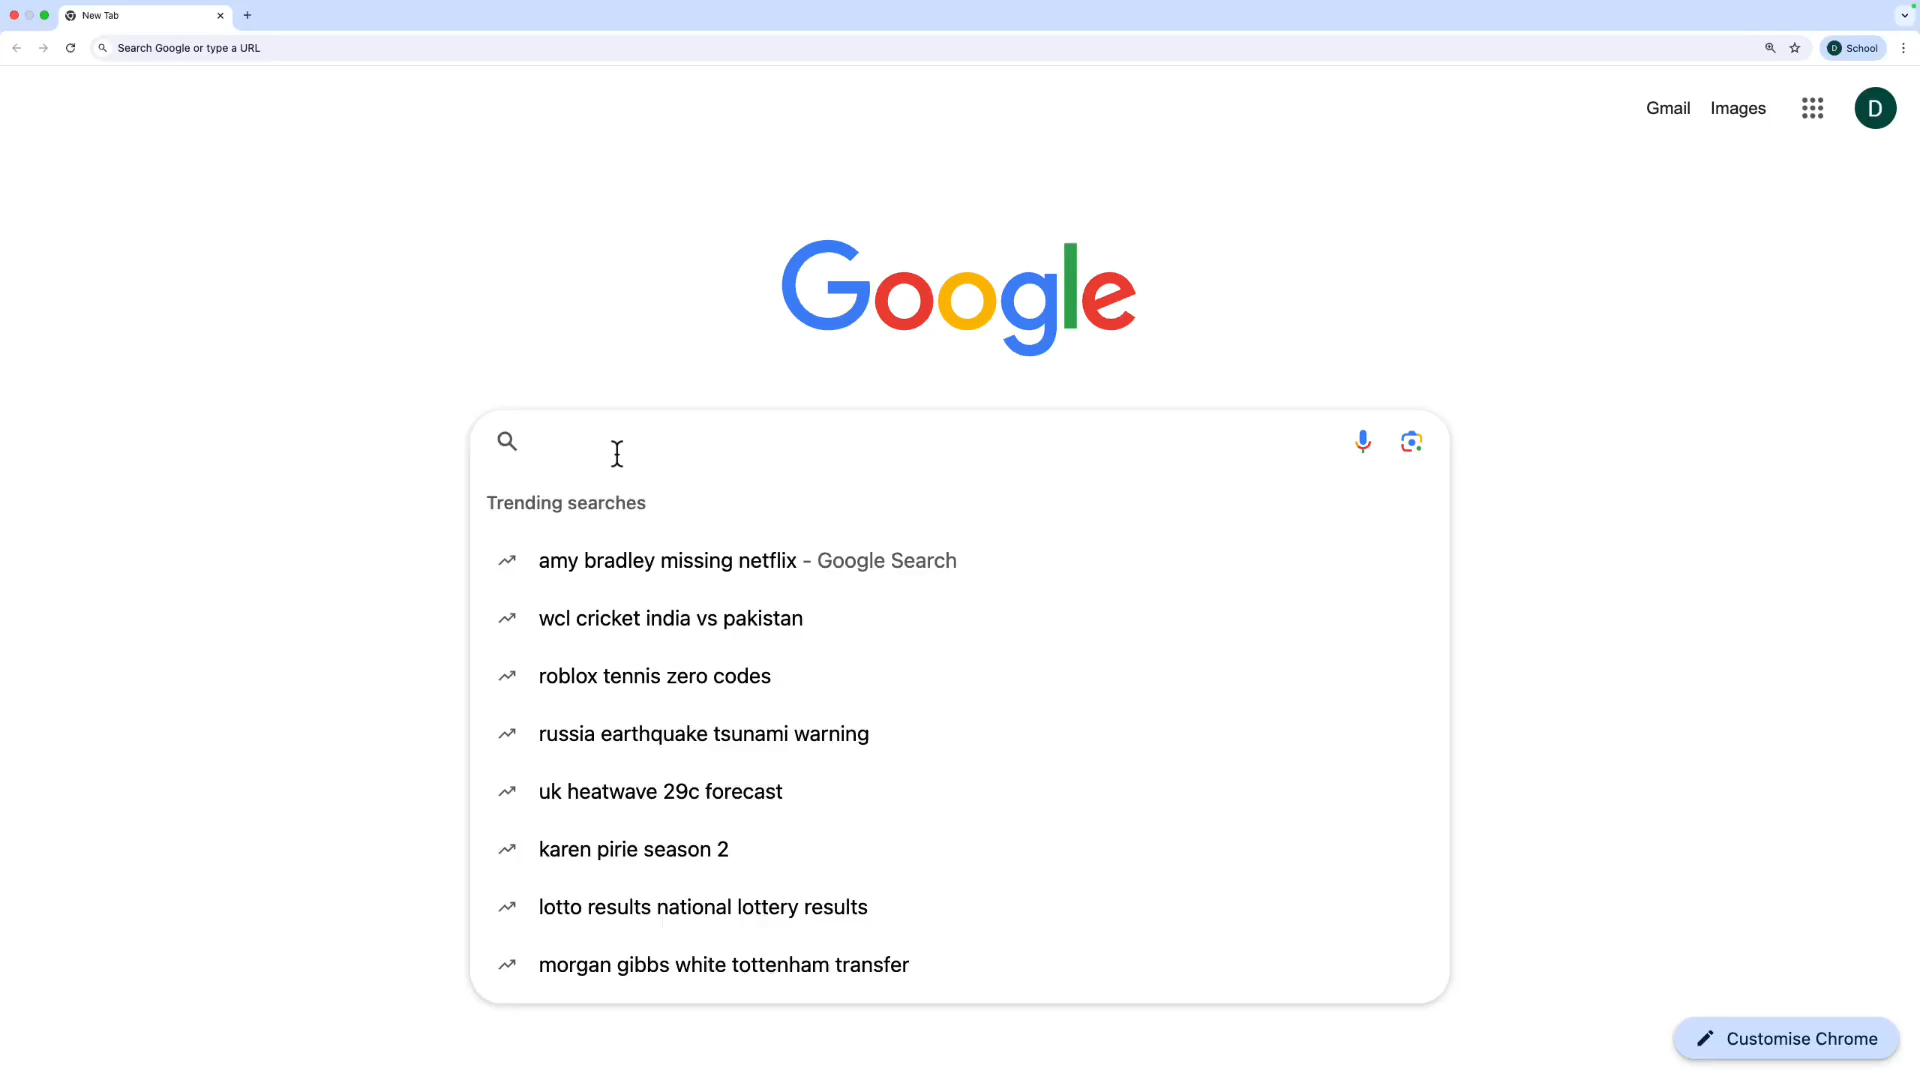 New Tab
Search Google or type a URL
D School
Gmail Images D
Google
Trending searches
amy bradley missing netflix - Google Search
wcl cricket india vs pakistan
roblox tennis zero codes
russia earthquake tsunami warning
uk heatwave 29c forecast
karen pirie season 2
lotto results national lottery results
morgan gibbs white tottenham transfer
Customise Chrome